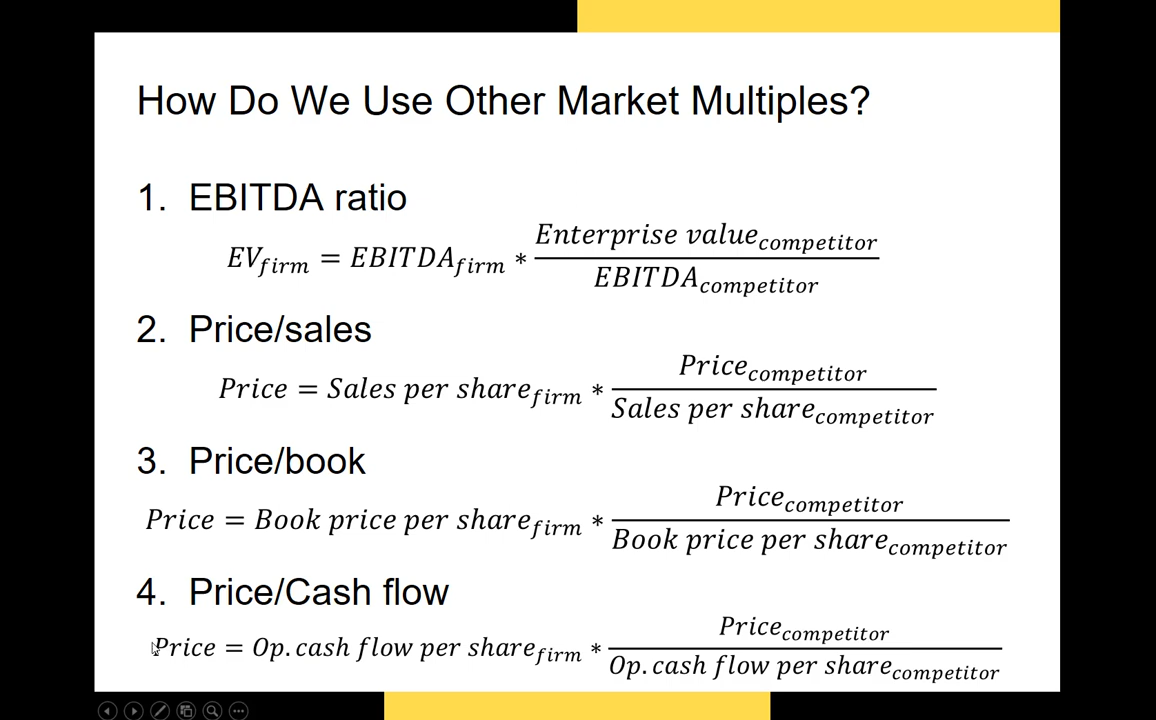 How Do We Use Other Market Multiples?
1. EBITDA ratio
EV_firm = EBITDA_firm * Enterprise value_competitor / EBITDA_competitor
2. Price/sales
Price = Sales per share_firm * Price_competitor / Sales per share_competitor
3. Price/book
Price = Book price per share_firm * Price_competitor / Book price per share_competitor
4. Price/Cash flow
Price = Op. cash flow per share_firm * Price_competitor / Op. cash flow per share_competitor